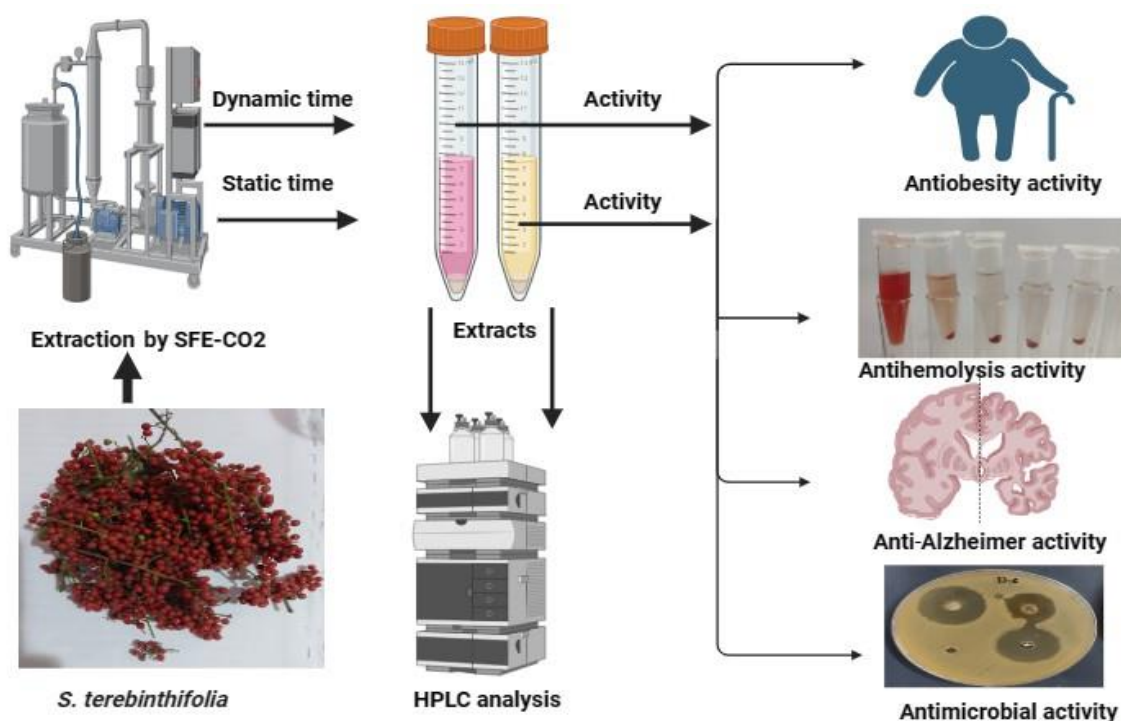 Dynamic time
Static time
Extraction by SFE-CO2
S. terebinthifolia
Activity
Activity
Extracts
HPLC analysis
Antiobesity activity
Antihemolysis activity
Anti-Alzheimer activity
Antimicrobial activity